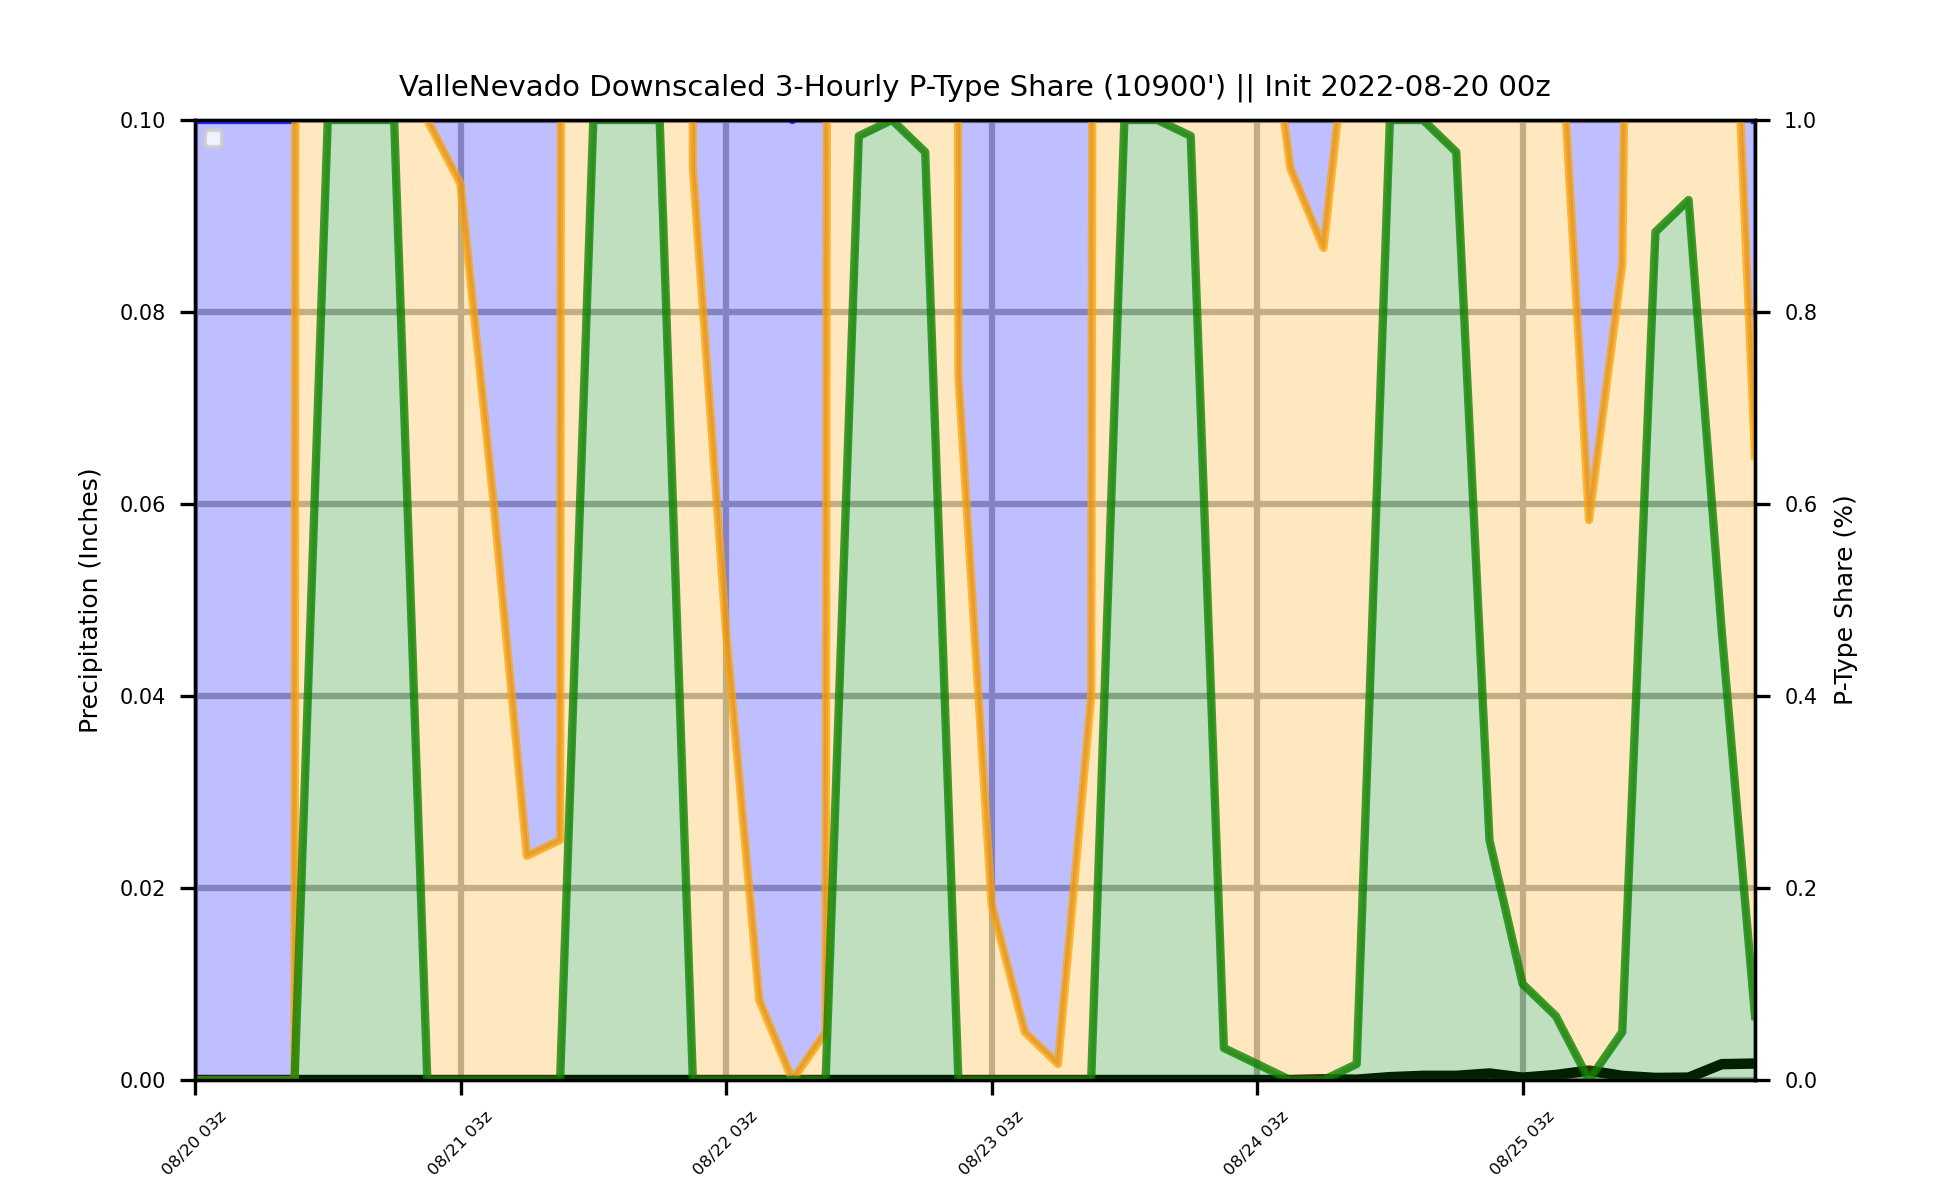 ValleNevado Downscaled 3-Hourly P-Type Share (10900') || Init 2022-08-20 00z
0.10
0.08
0.06
0.04
0.02
0.00
Precipitation (Inches)
1.0
0.8
0.6
0.4
0.2
0.0
P-Type Share (%)
08/20 03z
08/21 03z
08/22 03z
08/23 03z
08/24 03z
08/25 03z